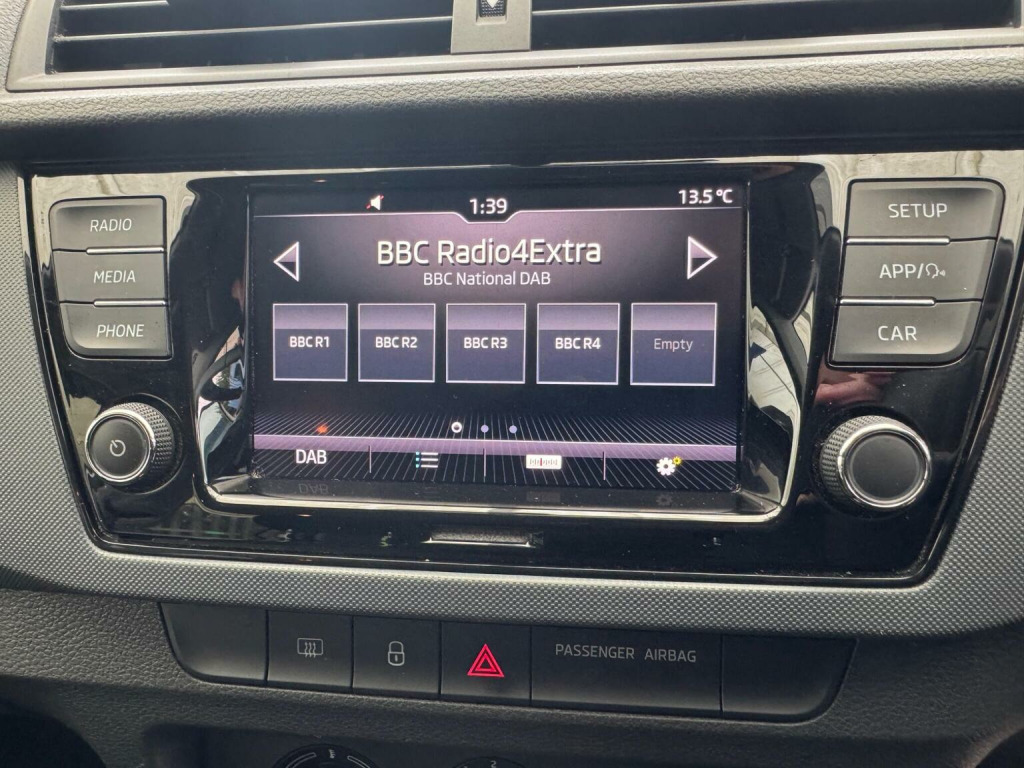 1:39
13.5°C
RADIO
MEDIA
PHONE
SETUP
APP/
CAR
BBC Radio4Extra
BBC National DAB
BBC R1
BBC R2
BBC R3
BBC R4
Empty
DAB
PASSENGER AIRBAG